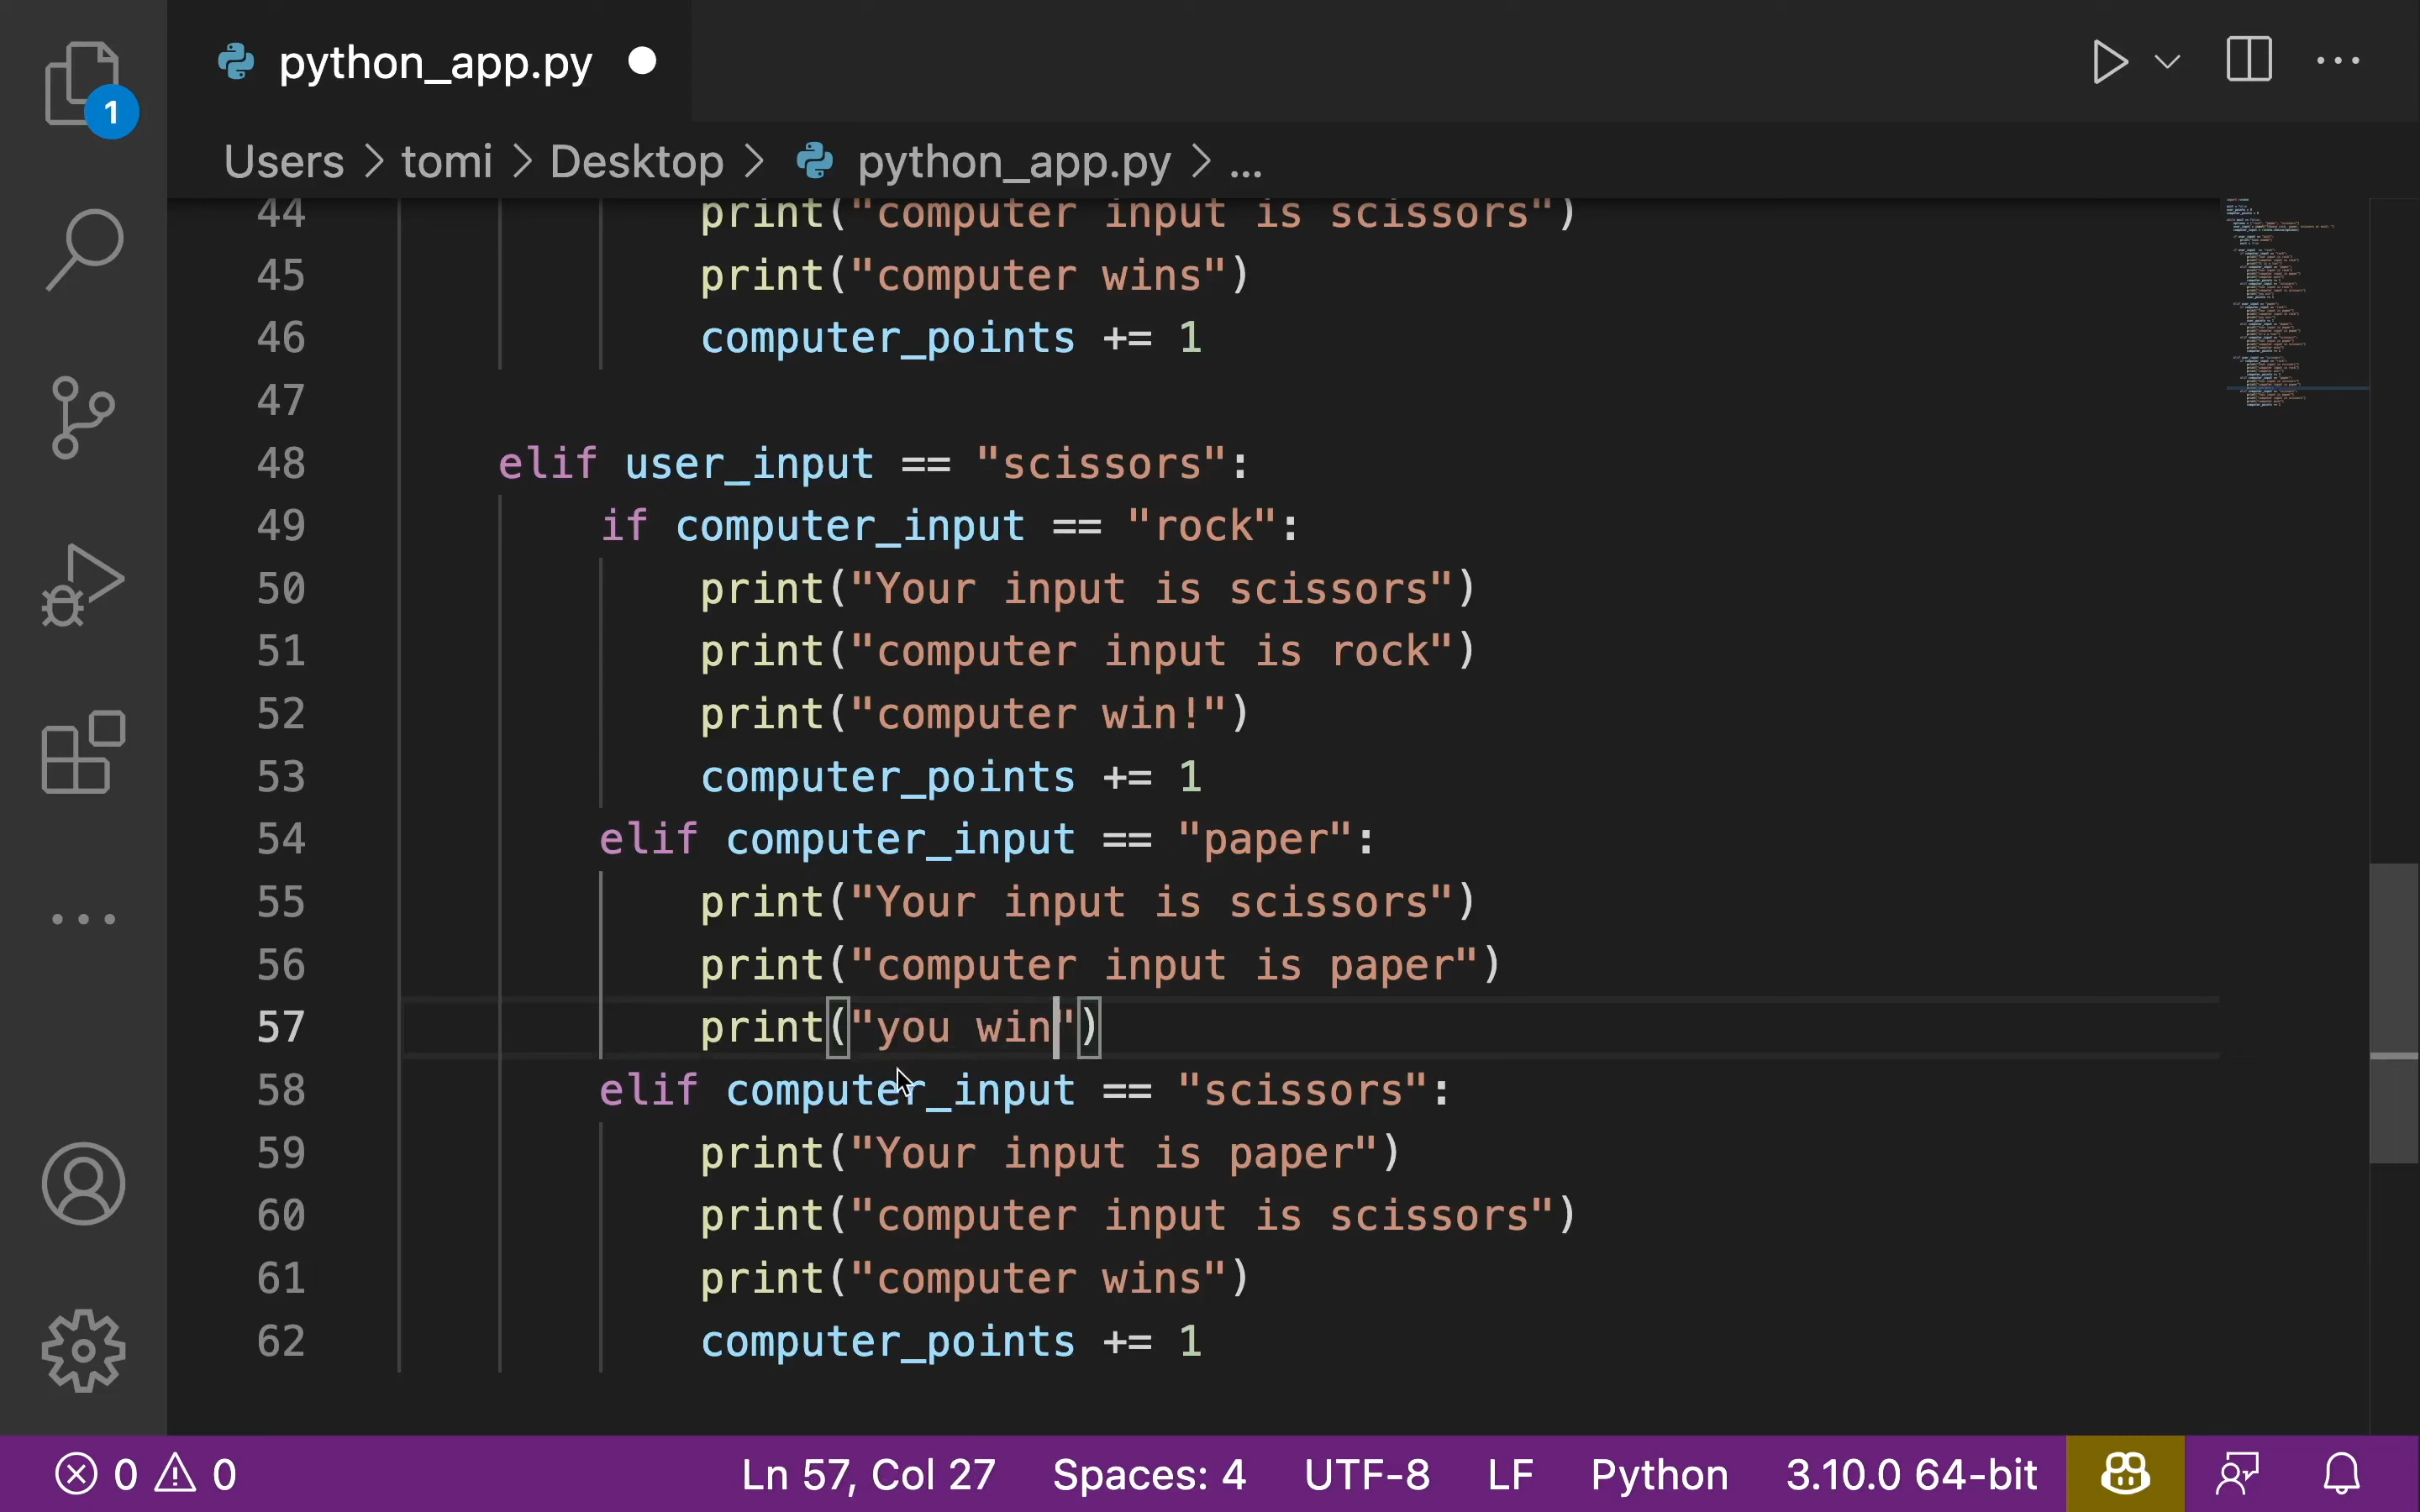 python_app.py
1
Users > tomi > Desktop > python_app.py > ...
44 print("computer input is scissors")
45 print("computer wins")
46 computer_points += 1
47
48 elif user_input == "scissors":
49 if computer_input == "rock":
50 print("Your input is scissors")
51 print("computer input is rock")
52 print("computer win!")
53 computer_points += 1
54 elif computer_input == "paper":
55 print("Your input is scissors")
56 print("computer input is paper")
57 print("you win")
58 elif computer_input == "scissors":
59 print("Your input is paper")
60 print("computer input is scissors")
61 print("computer wins")
62 computer_points += 1
0 0 Ln 57, Col 27 Spaces: 4 UTF-8 LF Python 3.10.0 64-bit